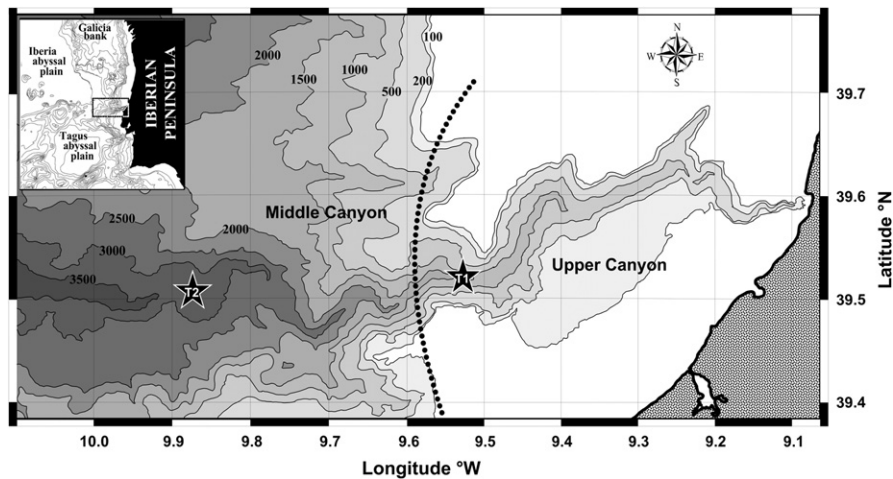 Galicia
bank
Iberia
abyssal
plain
Tagus
abyssal
plain
IBERIAN
PENINSULA
2000
1500
1000
500
100
200
N
W
E
S
39.7
39.6
39.5
39.4
Latitude °N
Middle Canyon
Upper Canyon
2500
2000
3000
3500
T2
T1
10.0 9.9 9.8 9.7 9.6 9.5 9.4 9.3 9.2 9.1
Longitude °W